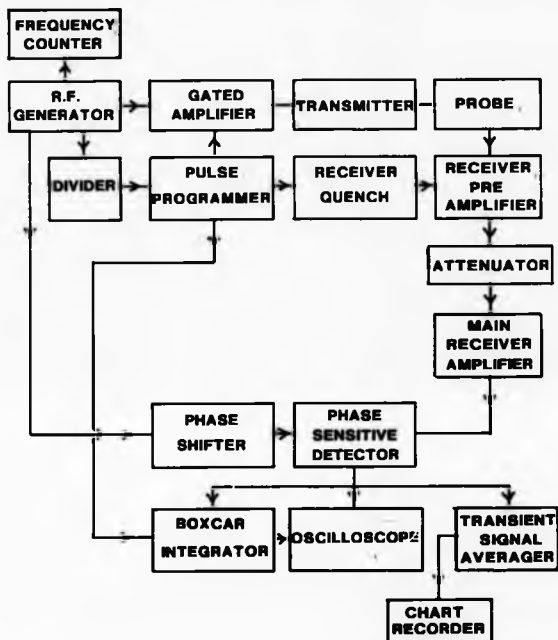 FREQUENCY
COUNTER
R.F.
GENERATOR
GATED
AMPLIFIER
TRANSMITTER
PROBE
DIVIDER
PULSE
PROGRAMMER
RECEIVER
QUENCH
RECEIVER
PRE
AMPLIFIER
ATTENUATOR
MAIN
RECEIVER
AMPLIFIER
PHASE
SHIFTER
PHASE
SENSITIVE
DETECTOR
BOXCAR
INTEGRATOR
OSCILLOSCOPE
TRANSIENT
SIGNAL
AVERAGER
CHART
RECORDER